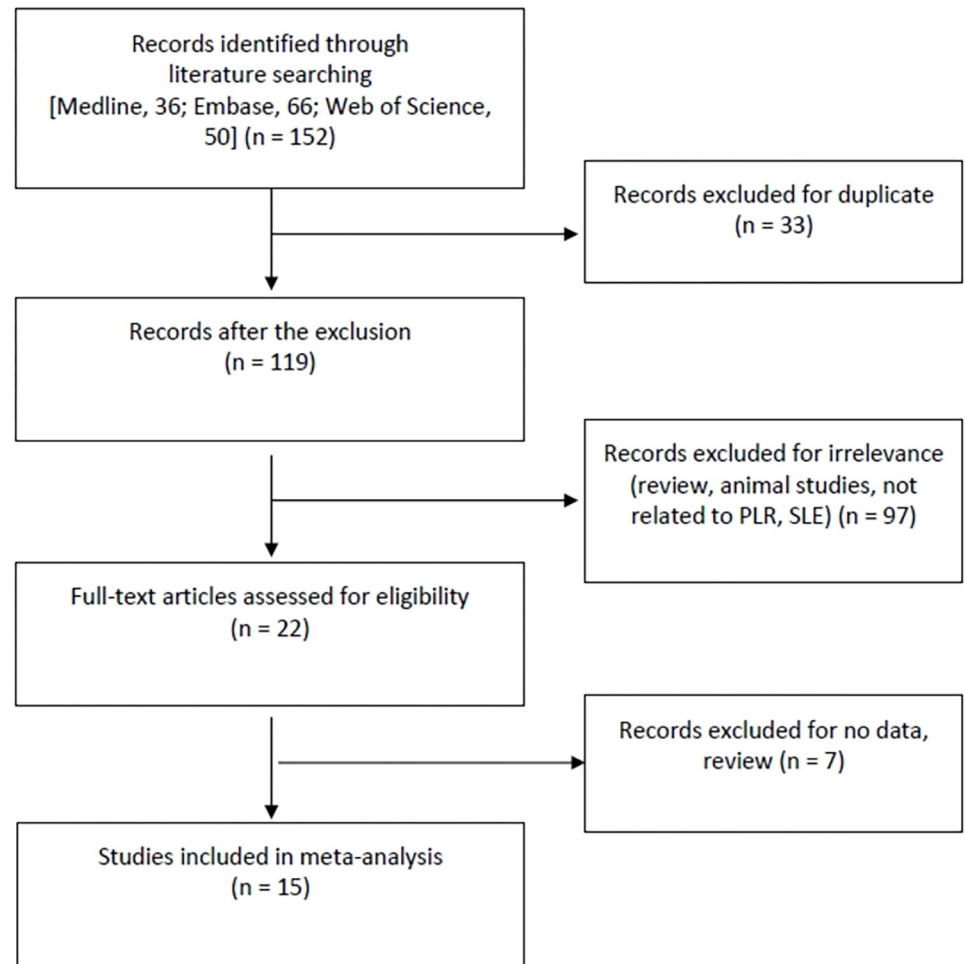 Records identified through
literature searching
[Medline, 36; Embase, 66; Web of Science,
50] (n = 152)
Records excluded for duplicate
(n = 33)
Records after the exclusion
(n = 119)
Records excluded for irrelevance
(review, animal studies, not
related to PLR, SLE) (n = 97)
Full-text articles assessed for eligibility
(n = 22)
Records excluded for no data,
review (n = 7)
Studies included in meta-analysis
(n = 15)